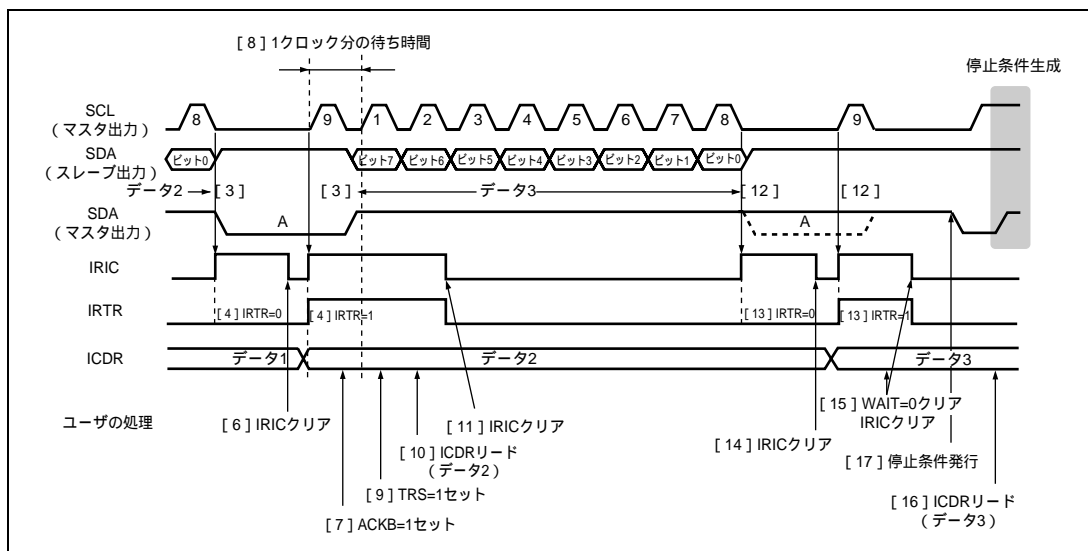 [ 8 ] 1クロック分の待ち時間
停止条件生成
SCL
（マスタ出力）
8
9
1
2
3
4
5
6
7
8
9
SDA
（スレーブ出力）
ビット0
ビット7
ビット6
ビット5
ビット4
ビット3
ビット2
ビット1
ビット0
データ2
[ 3 ]
[ 3 ]
データ3
[ 12 ]
[ 12 ]
SDA
（マスタ出力）
A
A
IRIC
IRTR
[ 4 ] IRTR=0
[ 4 ] IRTR=1
[ 13 ] IRTR=0
[ 13 ] IRTR=1
ICDR
データ1
データ2
データ3
ユーザの処理
[ 6 ] IRICクリア
[ 11 ] IRICクリア
[ 10 ] ICDRリード
（データ2）
[ 9 ] TRS=1セット
[ 7 ] ACKB=1セット
[ 14 ] IRICクリア
[ 15 ] WAIT=0クリア
IRICクリア
[ 17 ] 停止条件発行
[ 16 ] ICDRリード
（データ3）